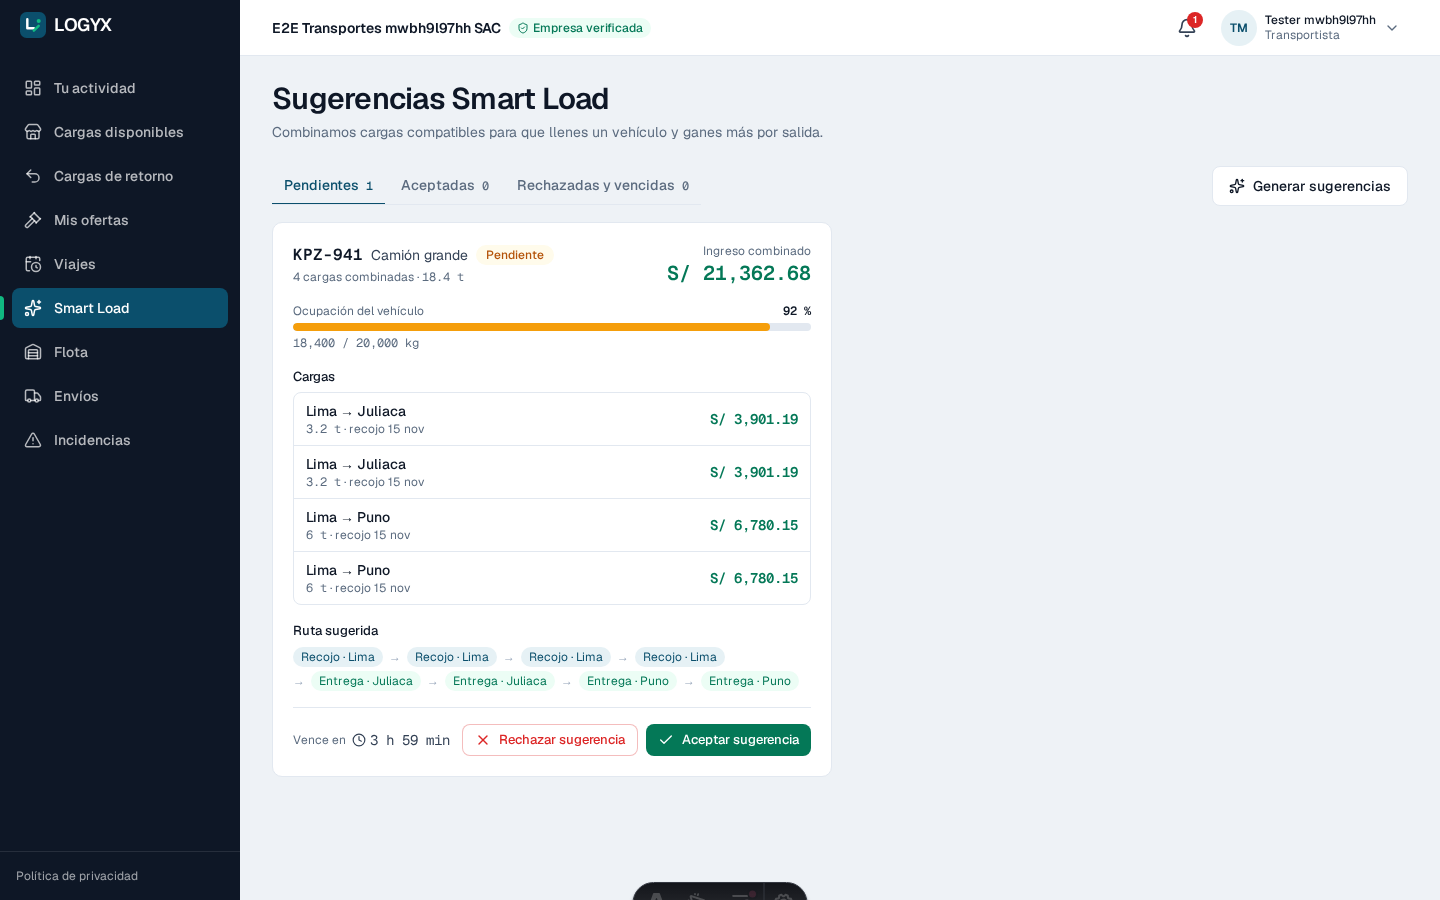 LOGYX
Tu actividad
Cargas disponibles
Cargas de retorno
Mis ofertas
Viajes
Smart Load
Flota
Envíos
Incidencias
Política de privacidad
E2E Transportes mwbh9l97hh SAC
Empresa verificada
1
TM
Tester mwbh9l97hh
Transportista
Sugerencias Smart Load
Combinamos cargas compatibles para que llenes un vehículo y ganes más por salida.
Pendientes 1
Aceptadas 0
Rechazadas y vencidas 0
Generar sugerencias
KPZ-941 Camión grande Pendiente
4 cargas combinadas · 18.4 t
Ingreso combinado
S/ 21,362.68
Ocupación del vehículo 92 %
18,400 / 20,000 kg
Cargas
Lima → Juliaca
3.2 t · recojo 15 nov
S/ 3,901.19
Lima → Juliaca
3.2 t · recojo 15 nov
S/ 3,901.19
Lima → Puno
6 t · recojo 15 nov
S/ 6,780.15
Lima → Puno
6 t · recojo 15 nov
S/ 6,780.15
Ruta sugerida
Recojo · Lima → Recojo · Lima → Recojo · Lima → Recojo · Lima
→ Entrega · Juliaca → Entrega · Juliaca → Entrega · Puno → Entrega · Puno
Vence en 3 h 59 min
Rechazar sugerencia
Aceptar sugerencia